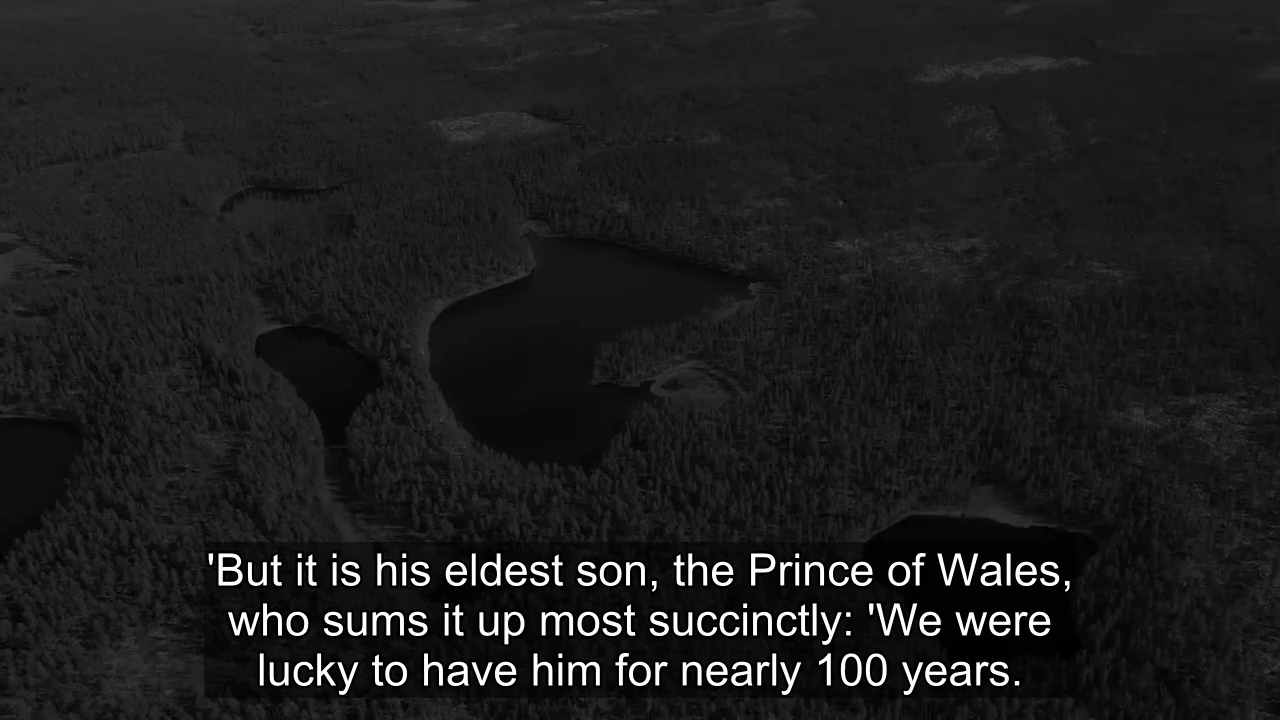 'But it is his eldest son, the Prince of Wales,
who sums it up most succinctly: 'We were
lucky to have him for nearly 100 years.